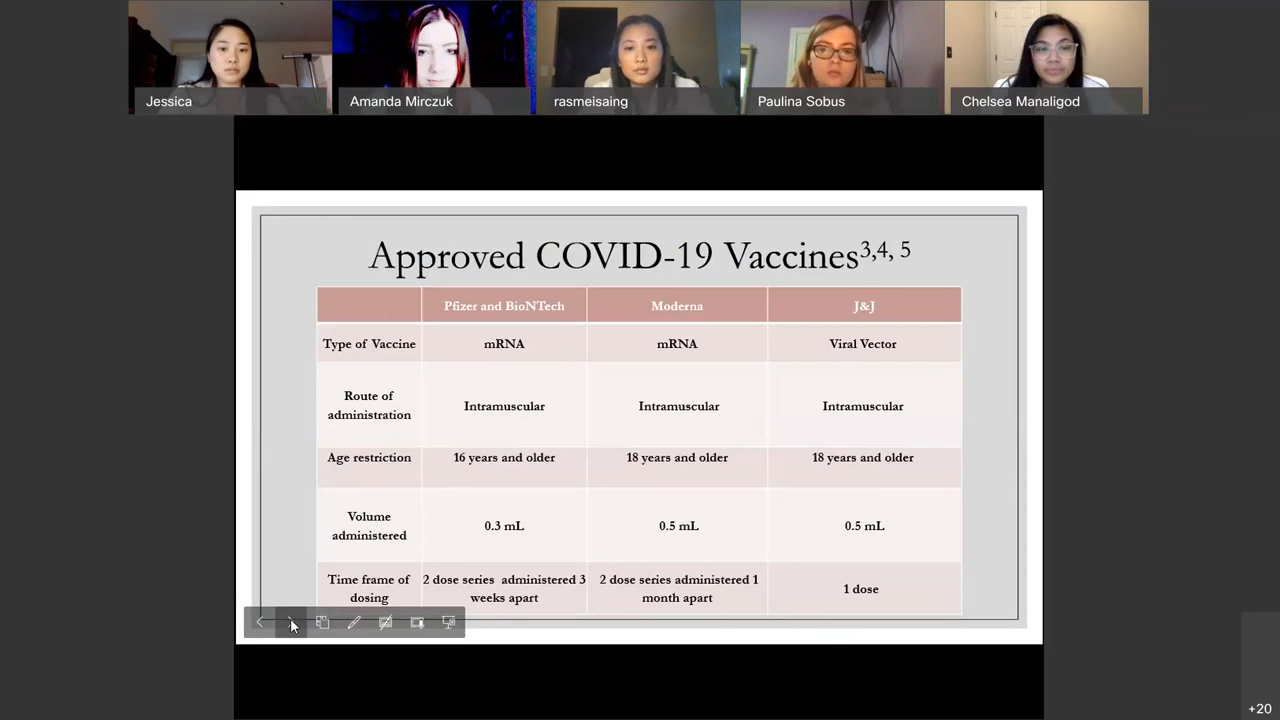 Jessica
Amanda Mirczuk
rasmeisaing
Paulina Sobus
Chelsea Manaligod
Approved COVID-19 Vaccines3,4, 5
Pfizer and BioNTech
Moderna
J&J
Type of Vaccine
mRNA
mRNA
Viral Vector
Route of
administration
Intramuscular
Intramuscular
Intramuscular
Age restriction
16 years and older
18 years and older
18 years and older
Volume
administered
0.3 mL
0.5 mL
0.5 mL
Time frame of
dosing
2 dose series administered 3
weeks apart
2 dose series administered 1
month apart
1 dose
+20